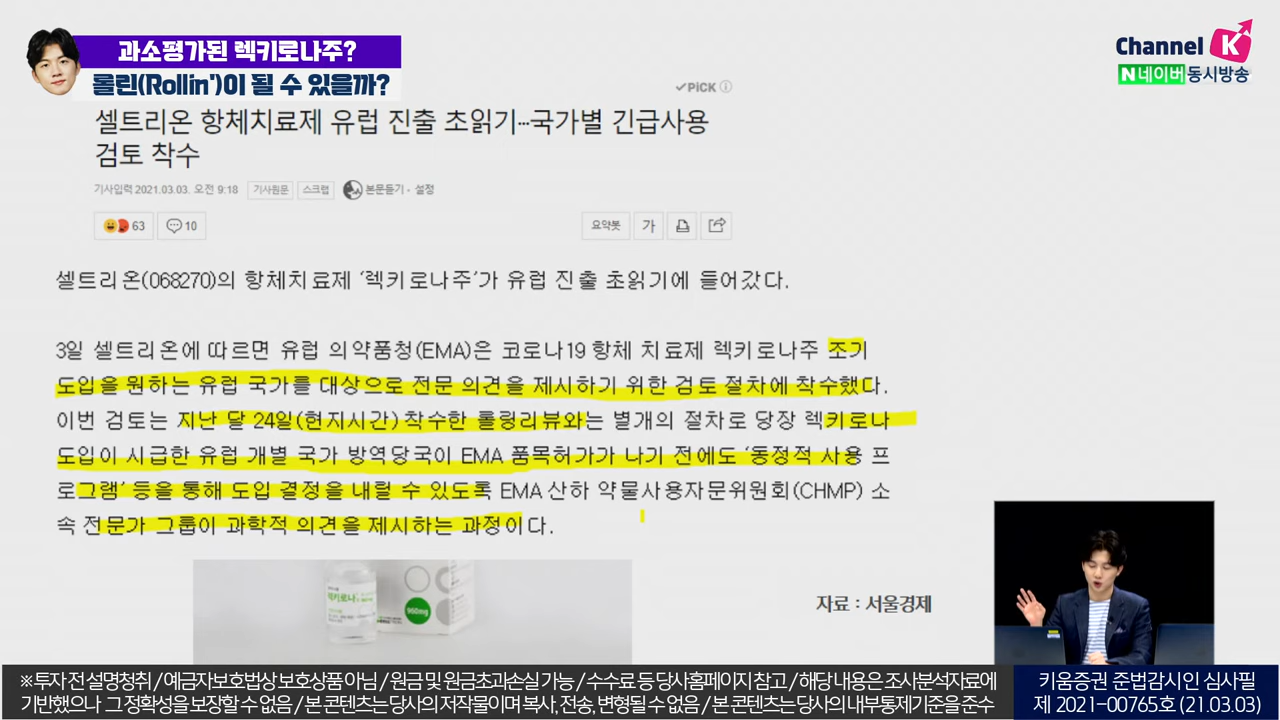 과소평가된 렉키로나주?
롤린(Rollin')이 될 수 있을까?
Channel K
N 네이버 동시방송
✓PiCK ⓘ
셀트리온 항체치료제 유럽 진출 초읽기…국가별 긴급사용
검토 착수
기사입력 2021.03.03. 오전 9:18 기사원문 스크랩 본문듣기 · 설정
63 10 요약봇 가
셀트리온(068270)의 항체치료제 ‘렉키로나주’가 유럽 진출 초읽기에 들어갔다.
3일 셀트리온에 따르면 유럽 의약품청(EMA)은 코로나19 항체 치료제 렉키로나주 조기
도입을 원하는 유럽 국가를 대상으로 전문 의견을 제시하기 위한 검토 절차에 착수했다.
이번 검토는 지난 달 24일(현지시간) 착수한 롤링리뷰와는 별개의 절차로 당장 렉키로나
도입이 시급한 유럽 개별 국가 방역당국이 EMA 품목허가가 나기 전에도 ‘동정적 사용 프
로그램’ 등을 통해 도입 결정을 내릴 수 있도록 EMA 산하 약물사용자문위원회(CHMP) 소
속 전문가 그룹이 과학적 의견을 제시하는 과정이다.
렉키로나
960mg
자료 : 서울경제
※ 투자 전 설명청취 / 예금자보호법상 보호상품 아님 / 원금 및 원금초과손실 가능 / 수수료 등 당사홈페이지 참고 / 해당 내용은 조사분석자료에
기반했으나 그 정확성을 보장할 수 없음 / 본 콘텐츠는 당사의 저작물이며 복사, 전송, 변형될 수 없음 / 본 콘텐츠는 당사의 내부통제기준을 준수
키움증권 준법감시인 심사필
제 2021-00765호 (21.03.03)